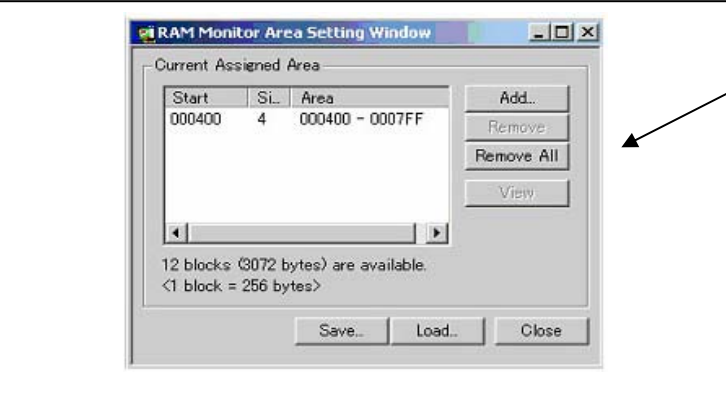 RAM Monitor Area Setting Window
Current Assigned Area
Start Si... Area
000400 4 000400 - 0007FF
Add...
Remove
Remove All
View
12 blocks (3072 bytes) are available.
<1 block = 256 bytes>
Save... Load... Close